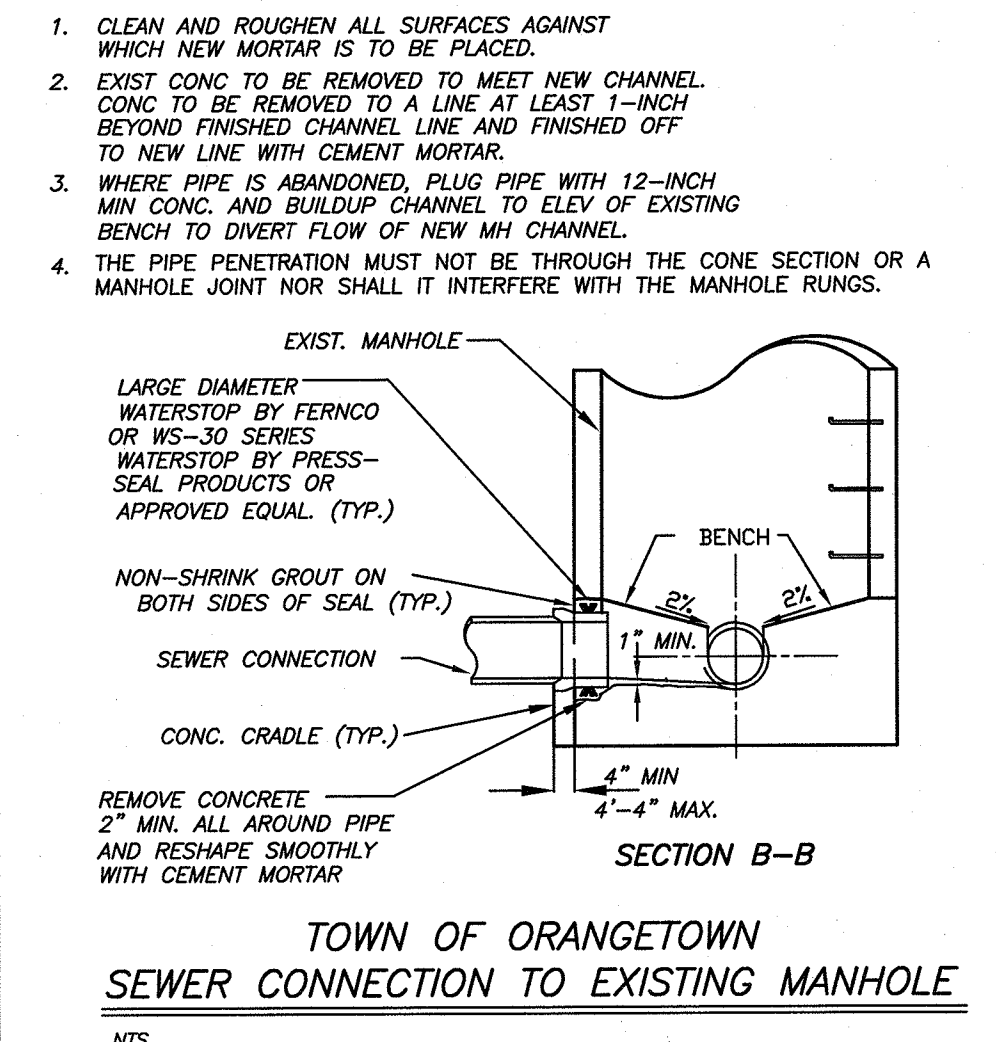 1. CLEAN AND ROUGHEN ALL SURFACES AGAINST
WHICH NEW MORTAR IS TO BE PLACED.
2. EXIST CONC TO BE REMOVED TO MEET NEW CHANNEL.
CONC TO BE REMOVED TO A LINE AT LEAST 1-INCH
BEYOND FINISHED CHANNEL LINE AND FINISHED OFF
TO NEW LINE WITH CEMENT MORTAR.
3. WHERE PIPE IS ABANDONED, PLUG PIPE WITH 12-INCH
MIN CONC. AND BUILDUP CHANNEL TO ELEV OF EXISTING
BENCH TO DIVERT FLOW OF NEW MH CHANNEL.
4. THE PIPE PENETRATION MUST NOT BE THROUGH THE CONE SECTION OR A
MANHOLE JOINT NOR SHALL IT INTERFERE WITH THE MANHOLE RUNGS.
EXIST. MANHOLE
LARGE DIAMETER
WATERSTOP BY FERNCO
OR WS-30 SERIES
WATERSTOP BY PRESS-
SEAL PRODUCTS OR
APPROVED EQUAL. (TYP.)
BENCH
NON-SHRINK GROUT ON
BOTH SIDES OF SEAL (TYP.)
2%
2%
1" MIN.
SEWER CONNECTION
CONC. CRADLE (TYP.)
4" MIN
4'-4" MAX.
REMOVE CONCRETE
2" MIN. ALL AROUND PIPE
AND RESHAPE SMOOTHLY
WITH CEMENT MORTAR
SECTION B-B
TOWN OF ORANGETOWN
SEWER CONNECTION TO EXISTING MANHOLE
NTS